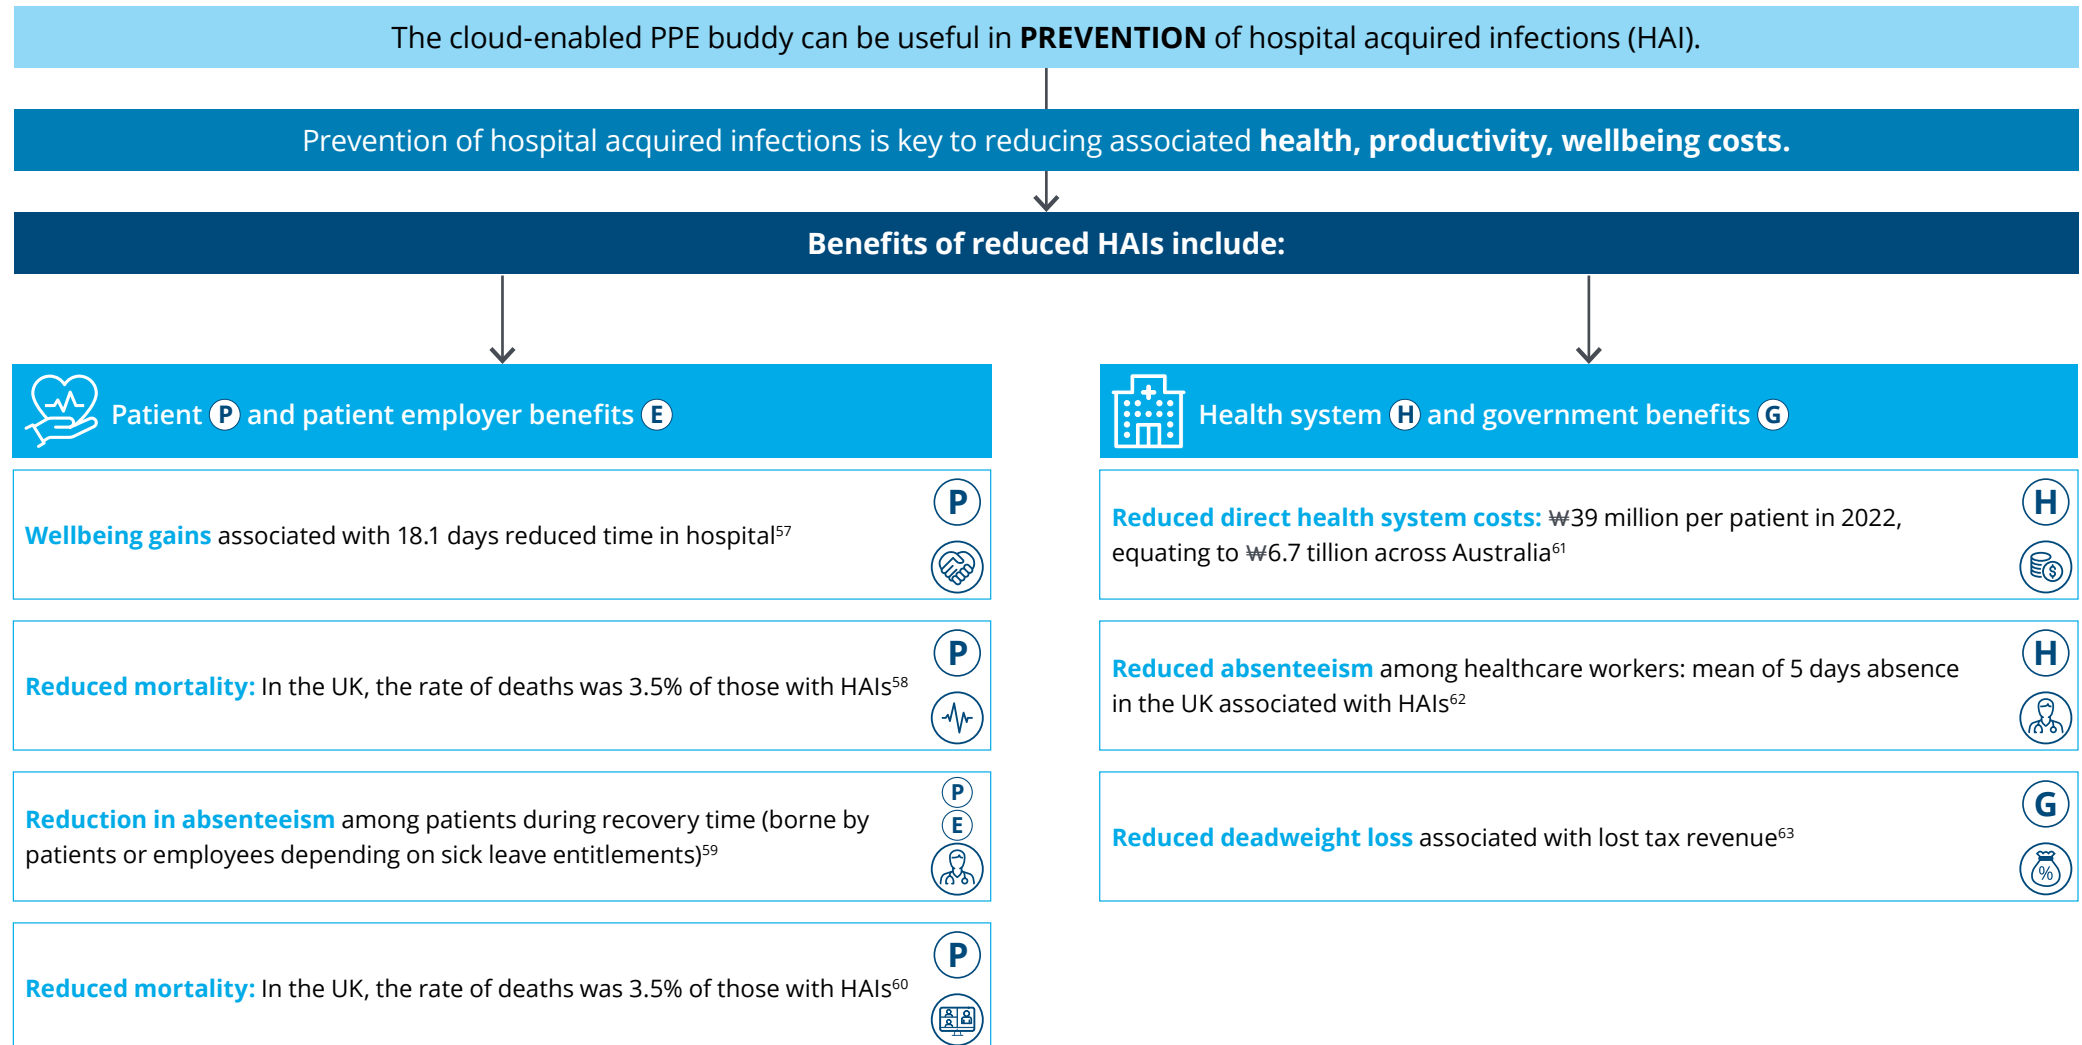 The cloud-enabled PPE buddy can be useful in PREVENTION of hospital acquired infections (HAI).
Prevention of hospital acquired infections is key to reducing associated health, productivity, wellbeing costs.
Benefits of reduced HAIs include:
Patient P and patient employer benefits E
Wellbeing gains associated with 18.1 days reduced time in hospital57
P
Reduced mortality: In the UK, the rate of deaths was 3.5% of those with HAIs58
P
Reduction in absenteeism among patients during recovery time (borne by
patients or employees depending on sick leave entitlements)59
P
E
Reduced mortality: In the UK, the rate of deaths was 3.5% of those with HAIs60
P
Health system H and government benefits G
Reduced direct health system costs: ₩39 million per patient in 2022,
equating to ₩6.7 tillion across Australia61
H
$
Reduced absenteeism among healthcare workers: mean of 5 days absence
in the UK associated with HAIs62
H
Reduced deadweight loss associated with lost tax revenue63
G
%